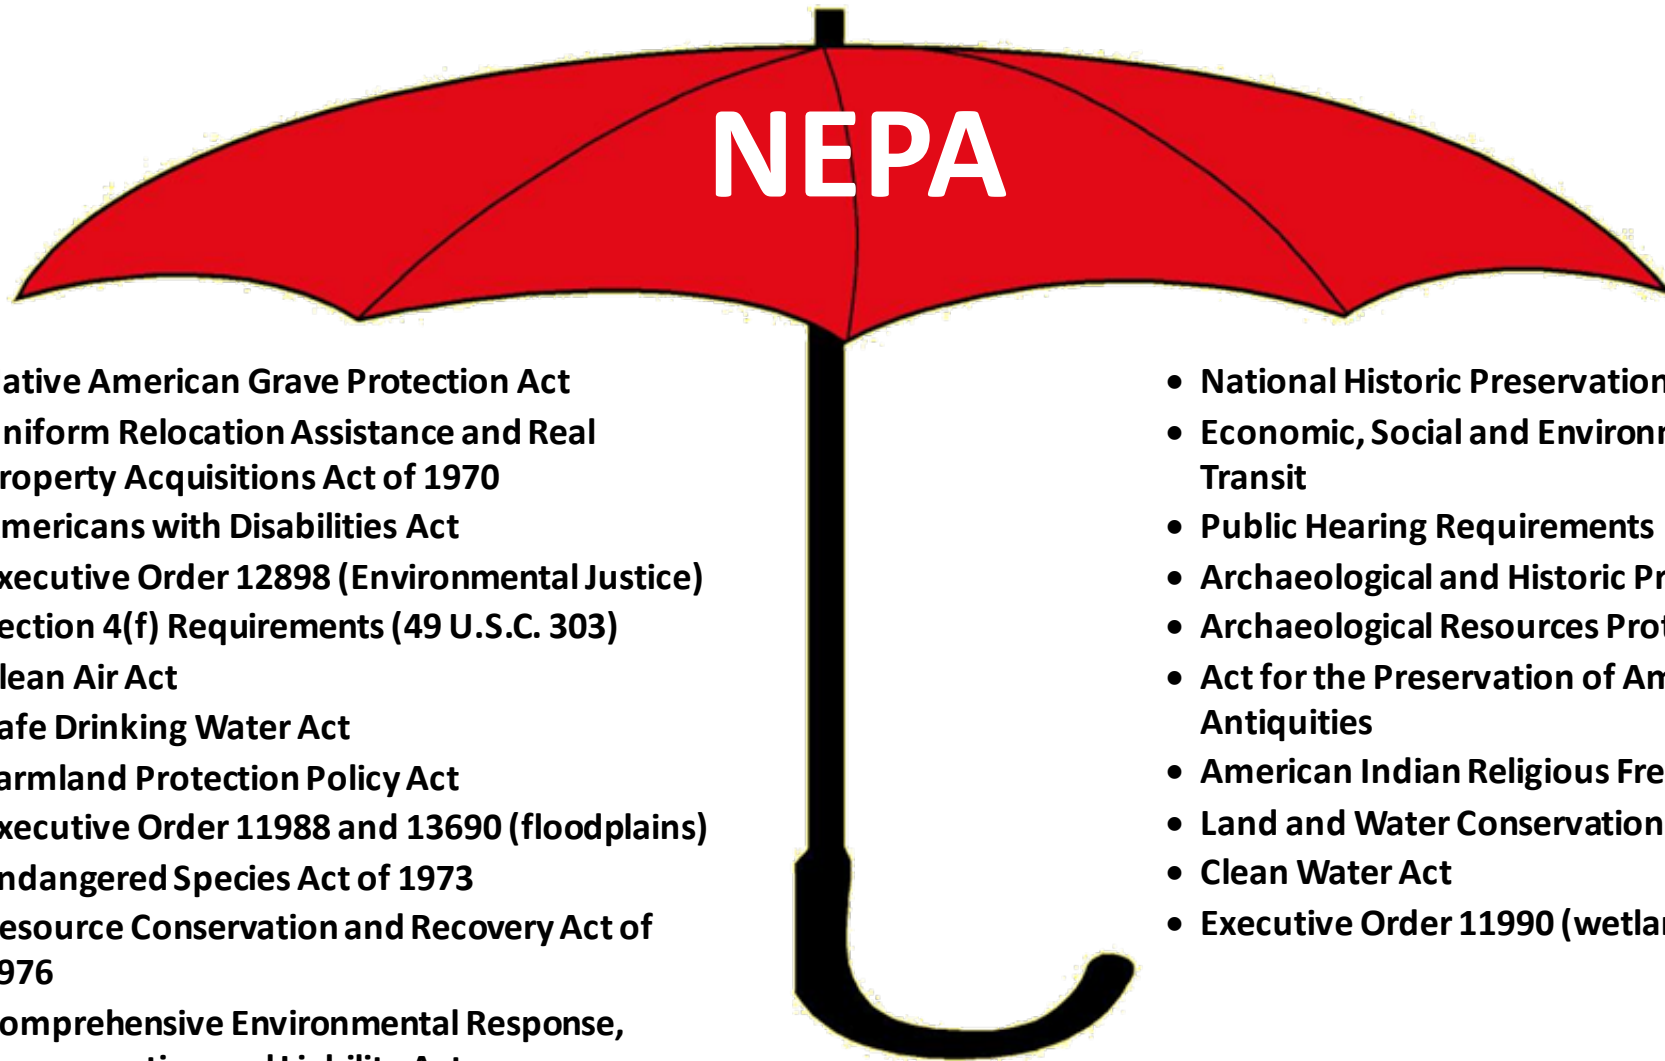 NEPA
ative American Grave Protection Act
niform Relocation Assistance and Real
roperty Acquisitions Act of 1970
mericans with Disabilities Act
xecutive Order 12898 (Environmental Justice)
ection 4(f) Requirements (49 U.S.C. 303)
lean Air Act
afe Drinking Water Act
armland Protection Policy Act
xecutive Order 11988 and 13690 (floodplains)
ndangered Species Act of 1973
esource Conservation and Recovery Act of
976
omprehensive Environmental Response,
and Liability Act
• National Historic Preservation
• Economic, Social and Environ
Transit
• Public Hearing Requirements
• Archaeological and Historic Pr
• Archaeological Resources Prot
• Act for the Preservation of Am
Antiquities
• American Indian Religious Fre
• Land and Water Conservation
• Clean Water Act
• Executive Order 11990 (wetla